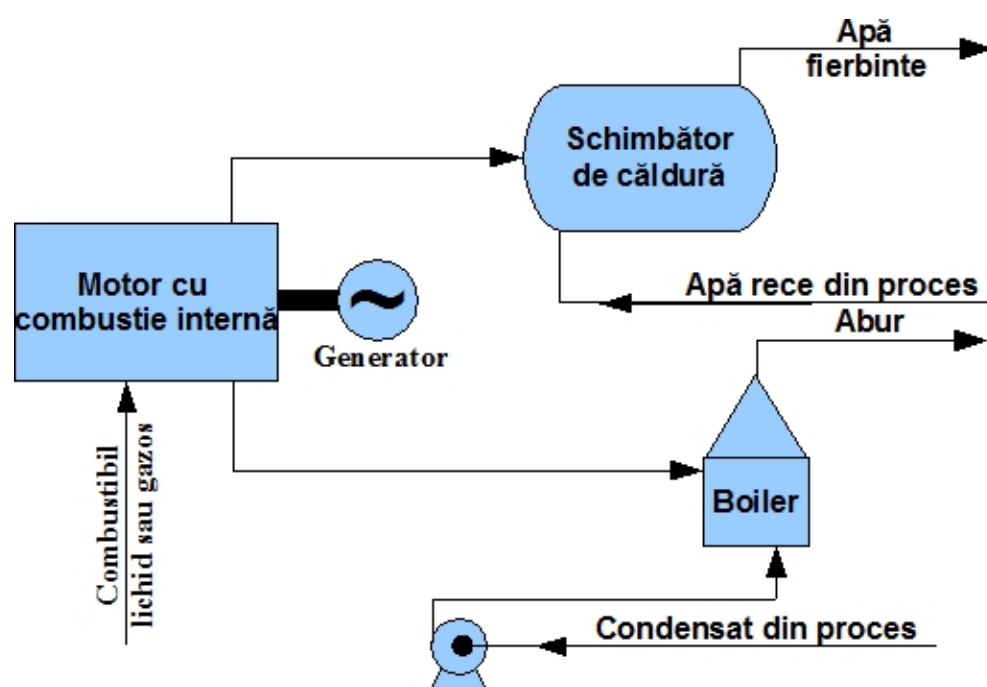 Apă
fierbinte
Schimbător
de căldură
Motor cu
combustie internă
~
Generator
Apă rece din proces
Abur
Combustibil
lichid sau gazos
Boiler
Condensat din proces